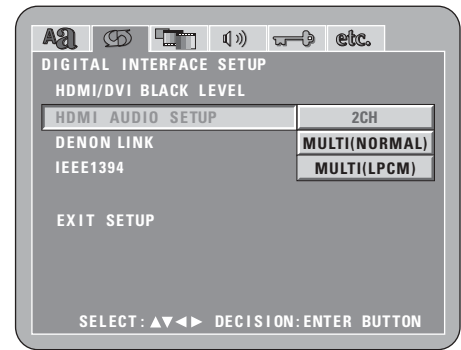 Aa etc.
DIGITAL INTERFACE SETUP
HDMI/DVI BLACK LEVEL
HDMI AUDIO SETUP 2CH
DENON LINK MULTI(NORMAL)
IEEE1394 MULTI(LPCM)
EXIT SETUP
SELECT:▲▼◄► DECISION:ENTER BUTTON